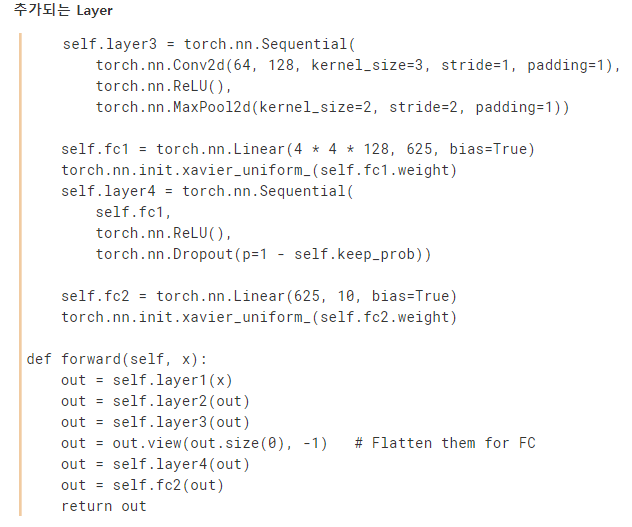 추가되는 Layer
self.layer3 = torch.nn.Sequential(
torch.nn.Conv2d(64, 128, kernel_size=3, stride=1, padding=1),
torch.nn.ReLU(),
torch.nn.MaxPool2d(kernel_size=2, stride=2, padding=1))
self.fc1 = torch.nn.Linear(4 * 4 * 128, 625, bias=True)
torch.nn.init.xavier_uniform_(self.fc1.weight)
self.layer4 = torch.nn.Sequential(
self.fc1,
torch.nn.ReLU(),
torch.nn.Dropout(p=1 - self.keep_prob))
self.fc2 = torch.nn.Linear(625, 10, bias=True)
torch.nn.init.xavier_uniform_(self.fc2.weight)
def forward(self, x):
out = self.layer1(x)
out = self.layer2(out)
out = self.layer3(out)
out = out.view(out.size(0), -1)   # Flatten them for FC
out = self.layer4(out)
out = self.fc2(out)
return out